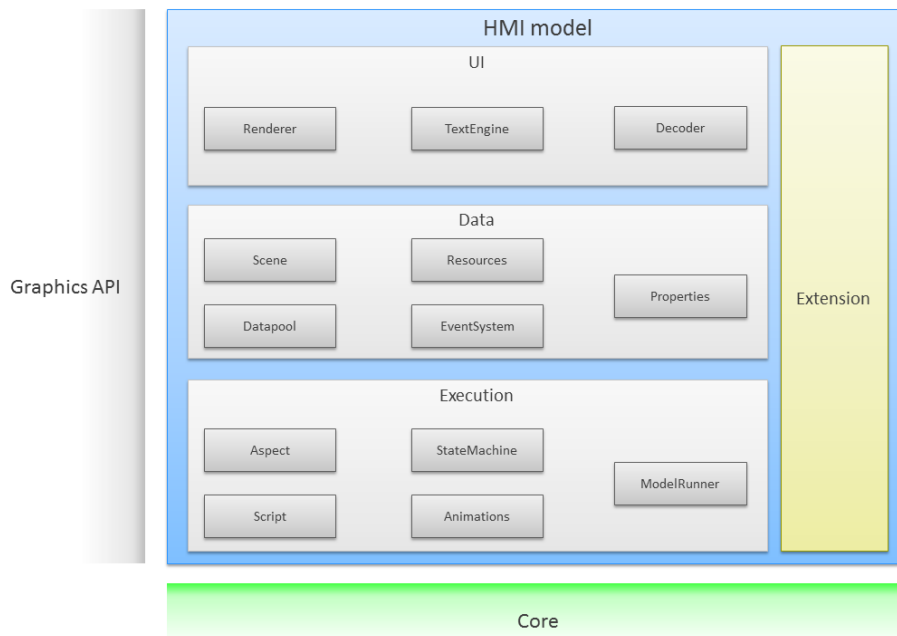 HMI model
UI
Renderer
TextEngine
Decoder
Data
Scene
Resources
Properties
Datapool
EventSystem
Execution
Aspect
StateMachine
ModelRunner
Script
Animations
Graphics API
Extension
Core